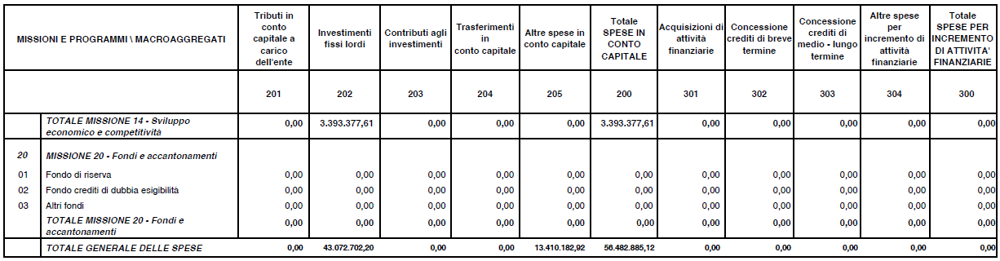 MISSIONI E PROGRAMMI \ MACROAGGREGATI
Tributi in
conto
capitale a
carico
dell'ente
Investimenti
fissi lordi
Contributi agli
investimenti
Trasferimenti
in
conto capitale
Altre spese in
conto capitale
Totale
SPESE IN
CONTO
CAPITALE
Acquisizioni di
attività
finanziarie
Concessione
crediti di breve
termine
Concessione
crediti di
medio - lungo
termine
Altre spese
per
incremento di
attività
finanziarie
Totale
SPESE PER
INCREMENTO
DI ATTIVITA'
FINANZIARIE
201 202 203 204 205 200 301 302 303 304 300
TOTALE MISSIONE 14 - Sviluppo
economico e competitività
0,00 3.393.377,61 0,00 0,00 0,00 3.393.377,61 0,00 0,00 0,00 0,00 0,00
20 MISSIONE 20 - Fondi e accantonamenti
01 Fondo di riserva 0,00 0,00 0,00 0,00 0,00 0,00 0,00 0,00 0,00 0,00 0,00
02 Fondo crediti di dubbia esigibilità 0,00 0,00 0,00 0,00 0,00 0,00 0,00 0,00 0,00 0,00 0,00
03 Altri fondi 0,00 0,00 0,00 0,00 0,00 0,00 0,00 0,00 0,00 0,00 0,00
TOTALE MISSIONE 20 - Fondi e
accantonamenti
0,00 0,00 0,00 0,00 0,00 0,00 0,00 0,00 0,00 0,00 0,00
TOTALE GENERALE DELLE SPESE 0,00 43.072.702,20 0,00 0,00 13.410.182,92 56.482.885,12 0,00 0,00 0,00 0,00 0,00